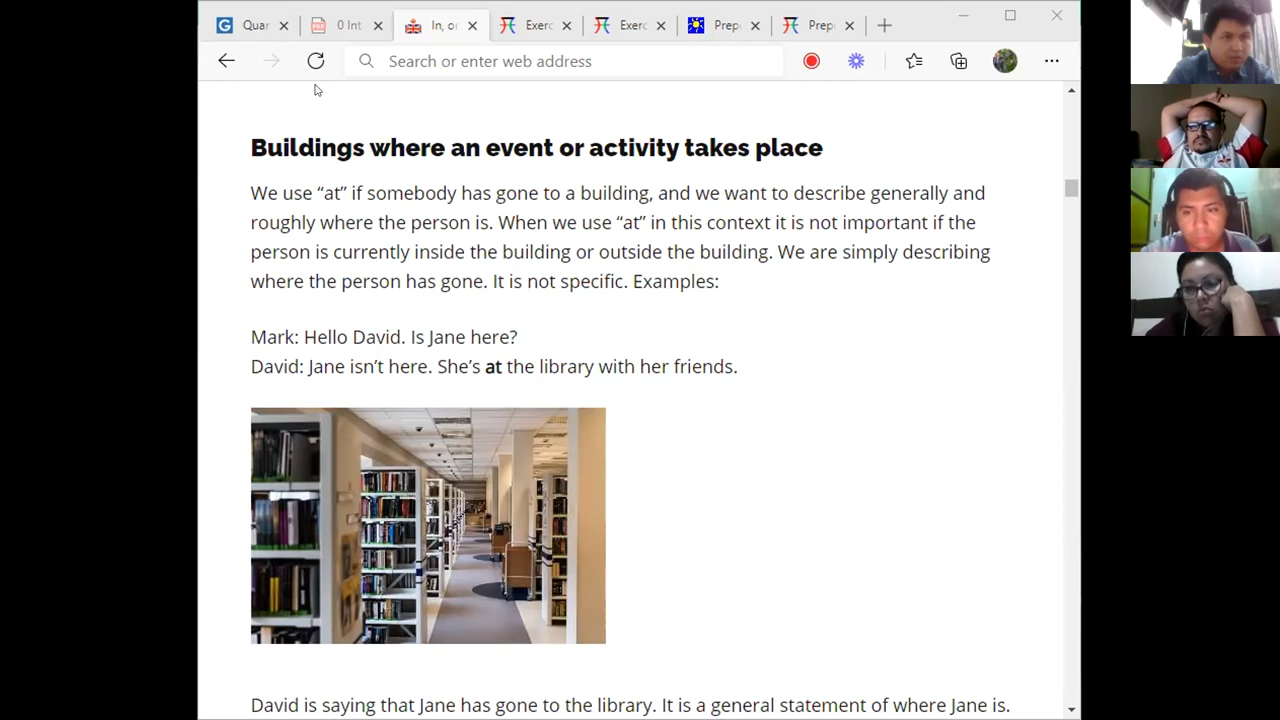 Quar
0 Int
In, or
Exerc
Exerc
Prep
Prep
Search or enter web address
Buildings where an event or activity takes place
We use “at” if somebody has gone to a building, and we want to describe generally and
roughly where the person is. When we use “at” in this context it is not important if the
person is currently inside the building or outside the building. We are simply describing
where the person has gone. It is not specific. Examples:
Mark: Hello David. Is Jane here?
David: Jane isn’t here. She’s at the library with her friends.
David is saying that Jane has gone to the library. It is a general statement of where Jane is.